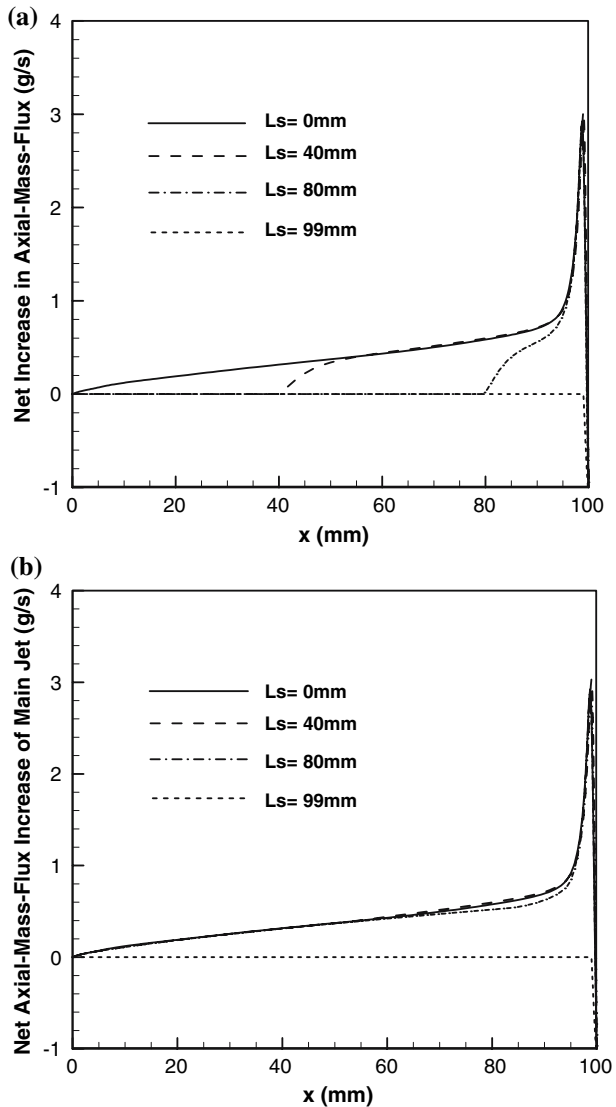 (a)
4
3
2
1
0
-1
Net Increase in Axial-Mass-Flux (g/s)
Ls= 0mm
Ls= 40mm
Ls= 80mm
Ls= 99mm
0 20 40 60 80 100
x (mm)
(b)
4
3
2
1
0
-1
Net Axial-Mass-Flux Increase of Main Jet (g/s)
Ls= 0mm
Ls= 40mm
Ls= 80mm
Ls= 99mm
0 20 40 60 80 100
x (mm)